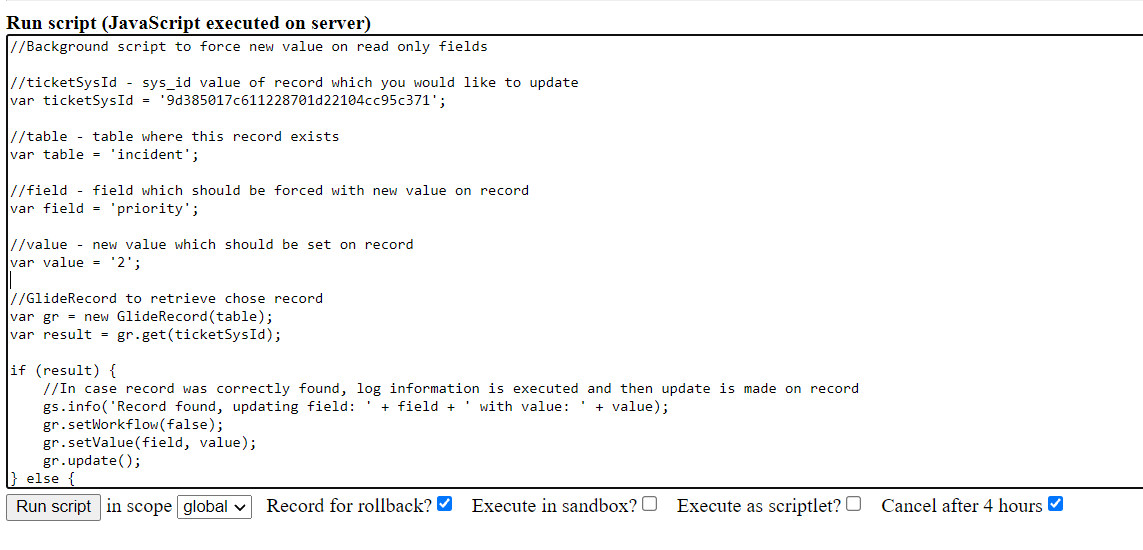 Run script (JavaScript executed on server)
//Background script to force new value on read only fields
//ticketSysId - sys_id value of record which you would like to update
var ticketSysId = '9d385017c611228701d22104cc95c371';
//table - table where this record exists
var table = 'incident';
//field - field which should be forced with new value on record
var field = 'priority';
//value - new value which should be set on record
var value = '2';
//GlideRecord to retrieve chose record
var gr = new GlideRecord(table);
var result = gr.get(ticketSysId);
if (result) {
    //In case record was correctly found, log information is executed and then update is made on record
    gs.info('Record found, updating field: ' + field + ' with value: ' + value);
    gr.setWorkflow(false);
    gr.setValue(field, value);
    gr.update();
} else {
Run script in scope global Record for rollback? Execute in sandbox? Execute as scriptlet? Cancel after 4 hours